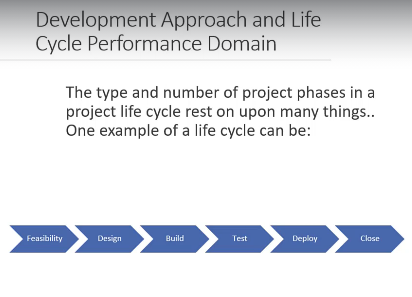 Development Approach and Life
Cycle Performance Domain
The type and number of project phases in a
project life cycle rest on upon many things..
One example of a life cycle can be:
Feasibility
Design
Build
Test
Deploy
Close